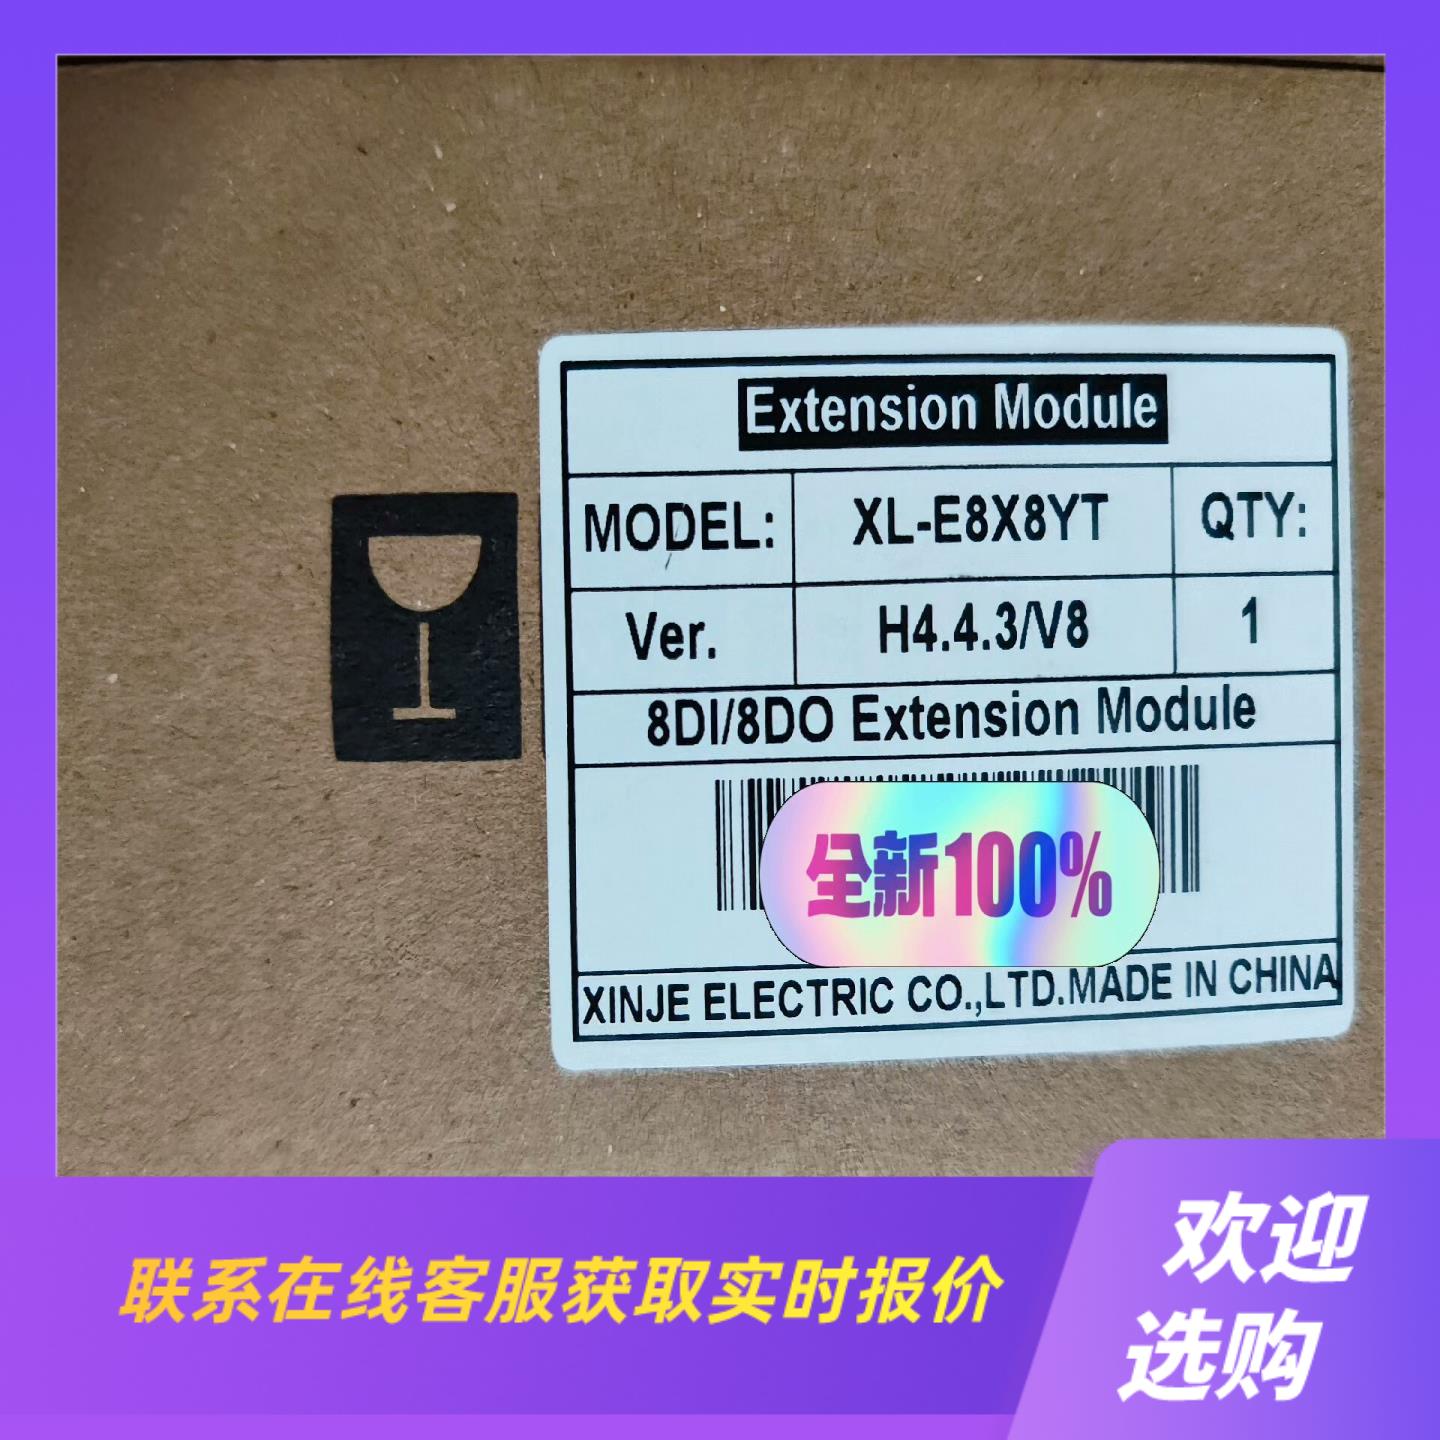 Extension Module
MODEL: XL-E8X8YT QTY:
Ver. H4.4.3/V8 1
8DI/8DO Extension Module
全新100%
XINJE ELECTRIC CO.,LTD.MADE IN CHINA
联系在线客服获取实时报价
欢迎
选购